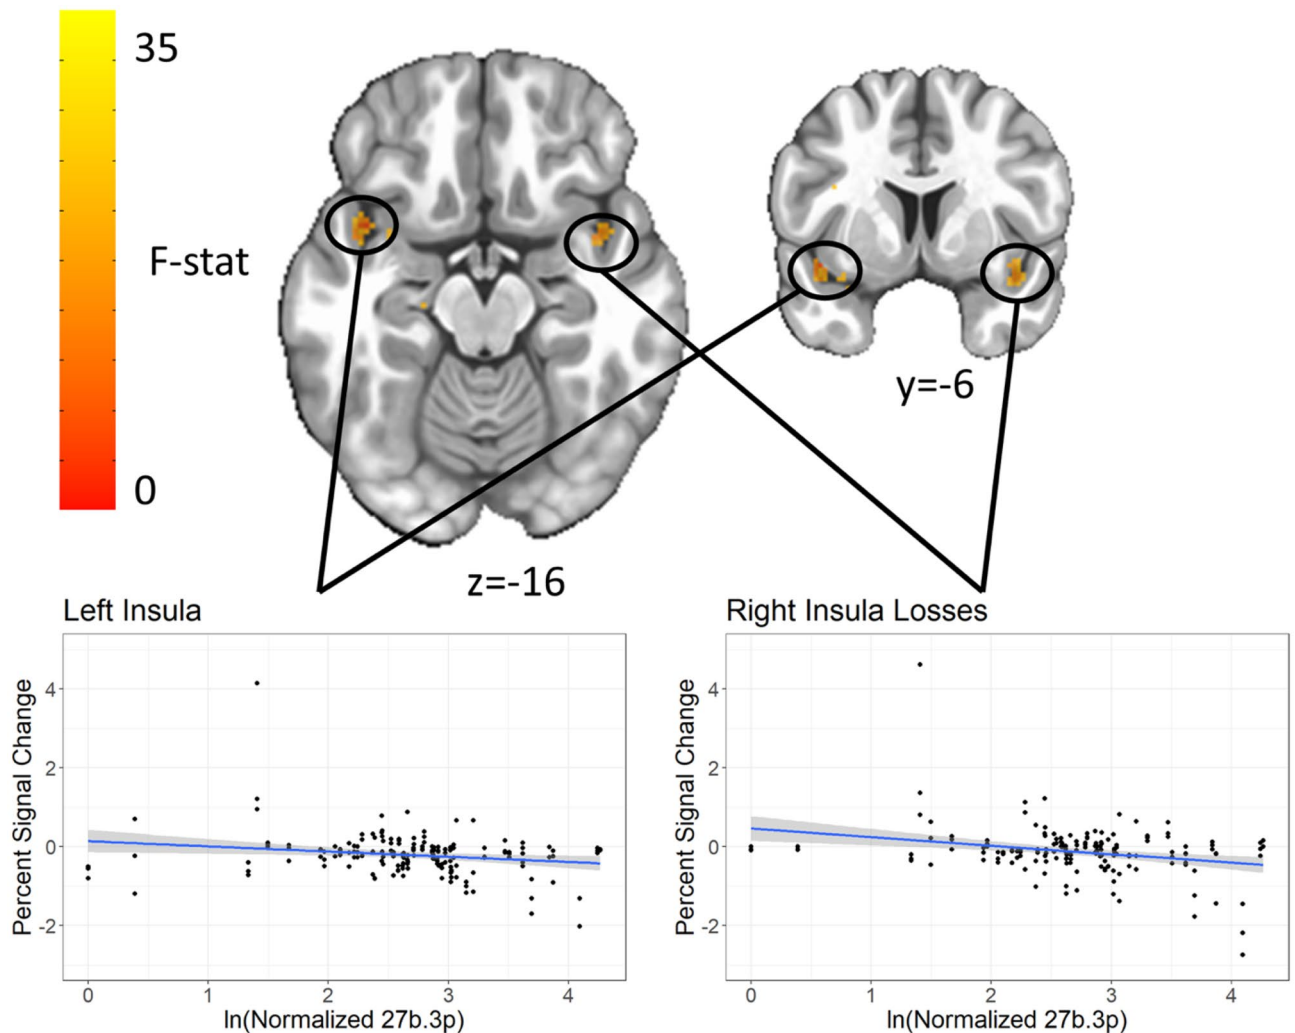 35
F-stat
0
y=-6
z=-16
Left Insula
Percent Signal Change
4
2
0
-2
0 1 2 3 4
ln(Normalized 27b.3p)
Right Insula Losses
Percent Signal Change
4
2
0
-2
0 1 2 3 4
ln(Normalized 27b.3p)